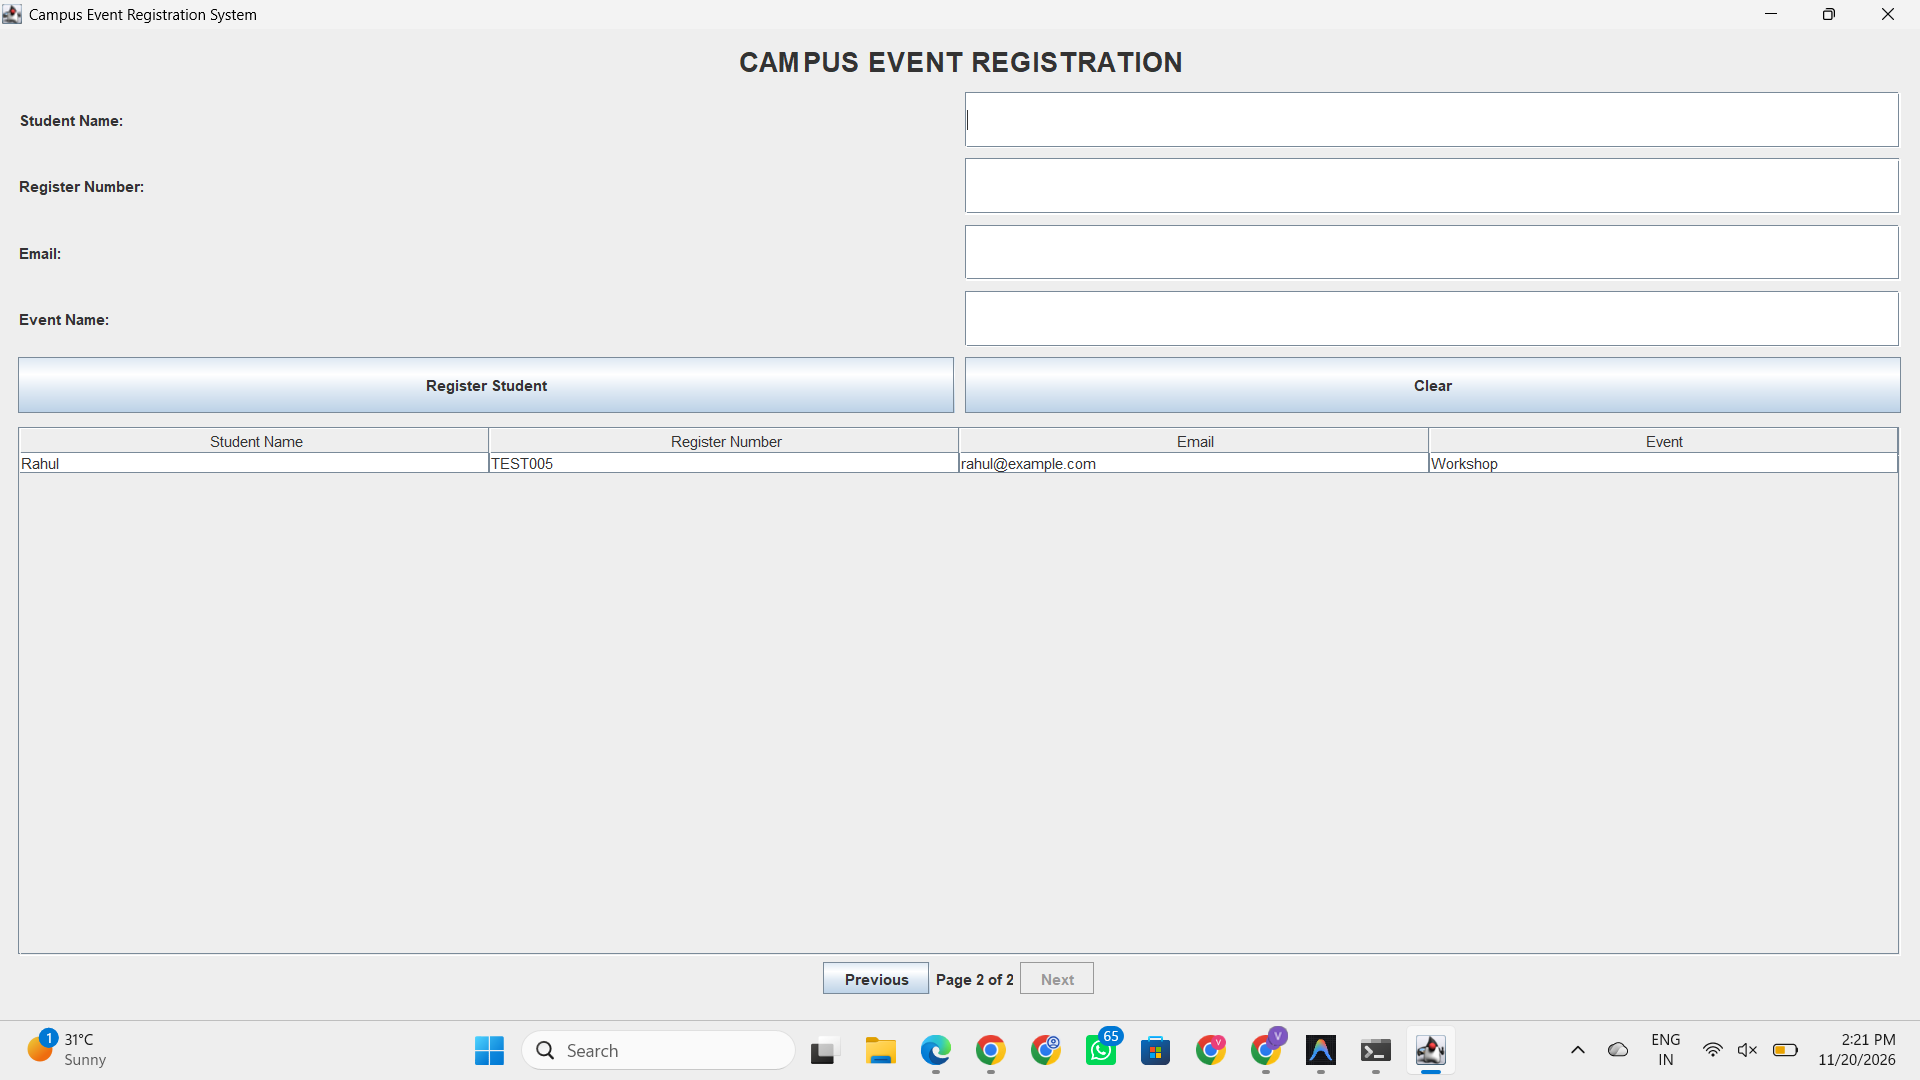 Campus Event Registration System
CAMPUS EVENT REGISTRATION
Student Name:
Register Number:
Email:
Event Name:
Register Student Clear
Student Name Register Number Email Event
Rahul TEST005 rahul@example.com Workshop
Previous Page 2 of 2 Next
1 31°C
Sunny
Search
65
V
V
ENG
IN
2:21 PM
11/20/2026